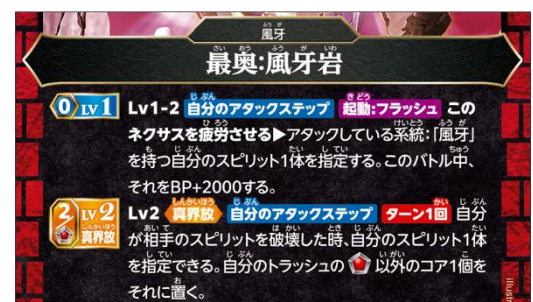 風牙
最奥:風牙岩
0 LV1 Lv1-2 自分のアタックステップ 起動:フラッシュ この
ネクサスを疲労させる▶アタックしている系統:「風牙」
を持つ自分のスピリット1体を指定する。このバトル中、
それをBP+2000する。
2 LV2 真界放 Lv2 真界放 自分のアタックステップ ターン1回 自分
が相手のスピリットを破壊した時、自分のスピリット1体
を指定できる。自分のトラッシュの 以外のコア1個を
それに置く。
illust